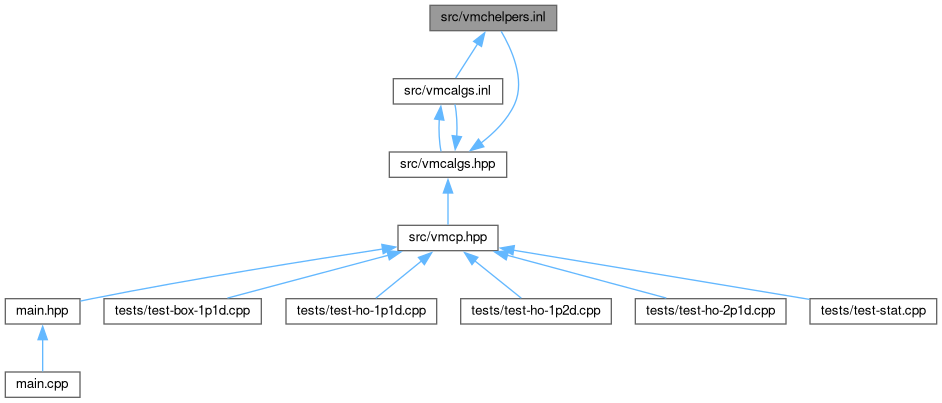 src/vmchelpers.inl
src/vmcalgs.inl
src/vmcalgs.hpp
src/vmcp.hpp
main.hpp
tests/test-box-1p1d.cpp
tests/test-ho-1p1d.cpp
tests/test-ho-1p2d.cpp
tests/test-ho-2p1d.cpp
tests/test-stat.cpp
main.cpp